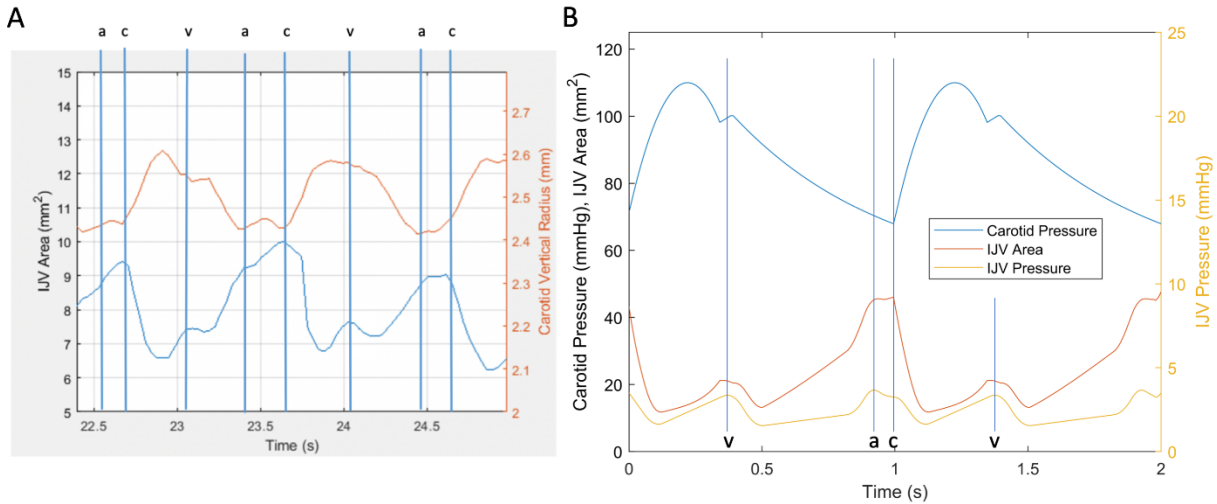 A
a c v a c v a c
15
14
13
12
11
10
9
8
7
6
5
IJV Area (mm²)
2.7
2.6
2.5
2.4
2.3
2.2
2.1
2
Carotid Vertical Radius (mm)
22.5 23 23.5 24 24.5
Time (s)
B
120
100
80
60
40
20
0
Carotid Pressure (mmHg), IJV Area (mm²)
25
20
15
10
5
0
IJV Pressure (mmHg)
Carotid Pressure
IJV Area
IJV Pressure
v a c v
0 0.5 1 1.5 2
Time (s)